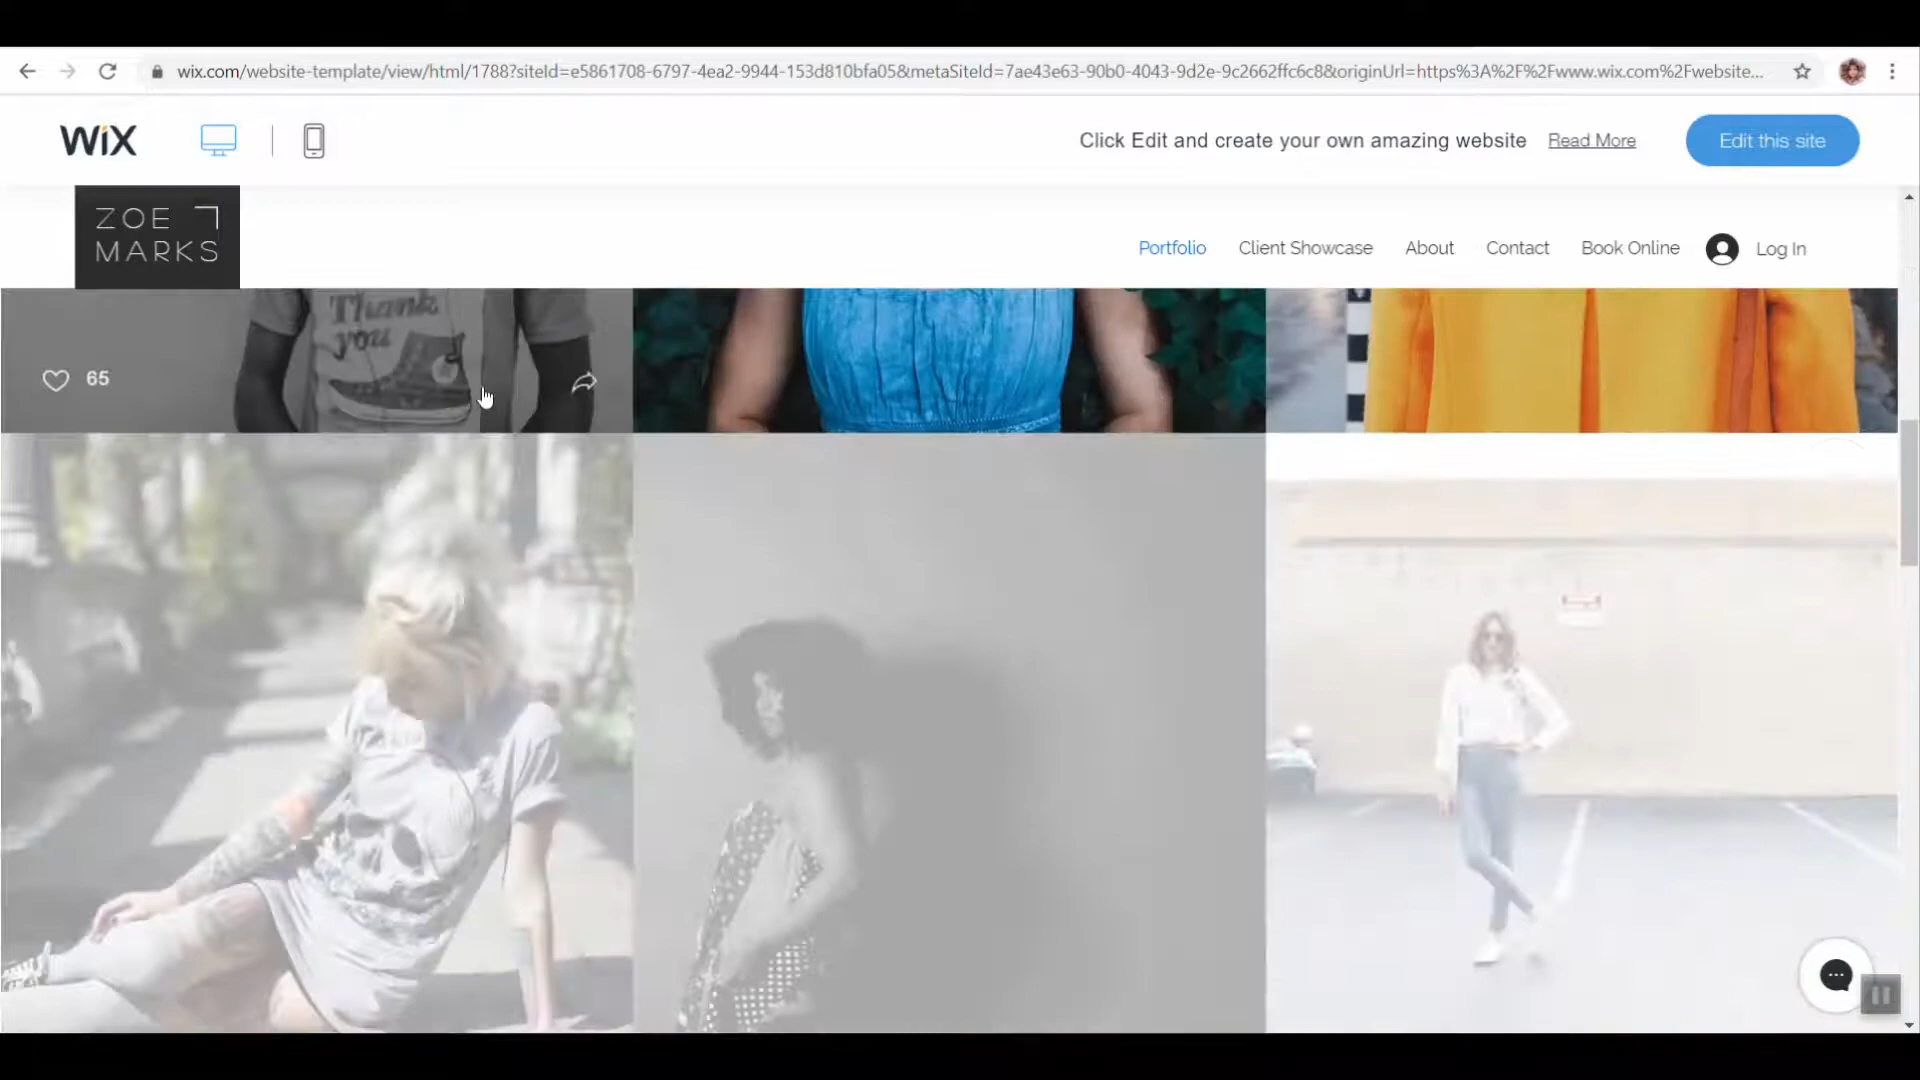 wix.com/website-template/view/html/1788?siteId=e5861708-6797-4ea2-9944-153d810bfa05&metaSiteId=7ae43e63-90b0-4043-9d2e-9c2662ffc6c8&originUrl=https%3A%2F%2Fwww.wix.com%2Fwebsite...
WiX
Click Edit and create your own amazing website
Read More
Edit this site
ZOE
MARKS
Portfolio
Client Showcase
About
Contact
Book Online
Log In
Thank
you
65